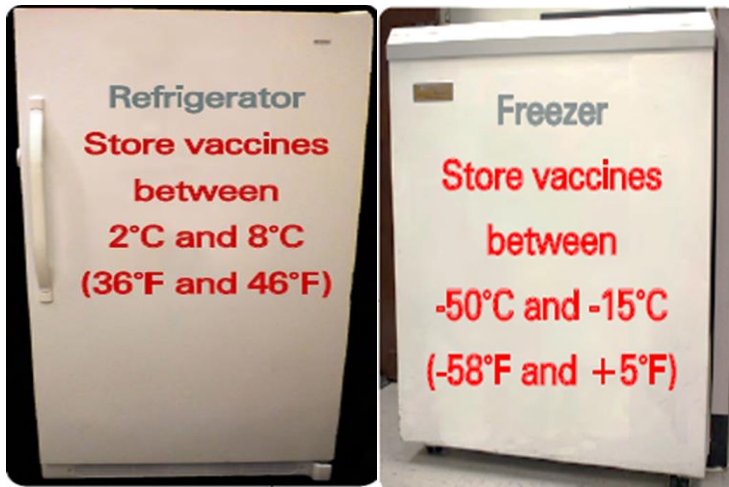 Refrigerator
Store vaccines
between
2°C and 8°C
(36°F and 46°F)
Freezer
Store vaccines
between
-50°C and -15°C
(-58°F and +5°F)